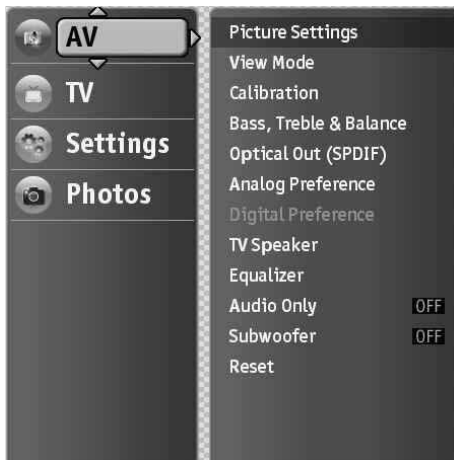 AV
TV
Settings
Photos
Picture Settings
View Mode
Calibration
Bass, Treble & Balance
Optical Out (SPDIF)
Analog Preference
Digital Preference
TV Speaker
Equalizer
Audio Only OFF
Subwoofer OFF
Reset